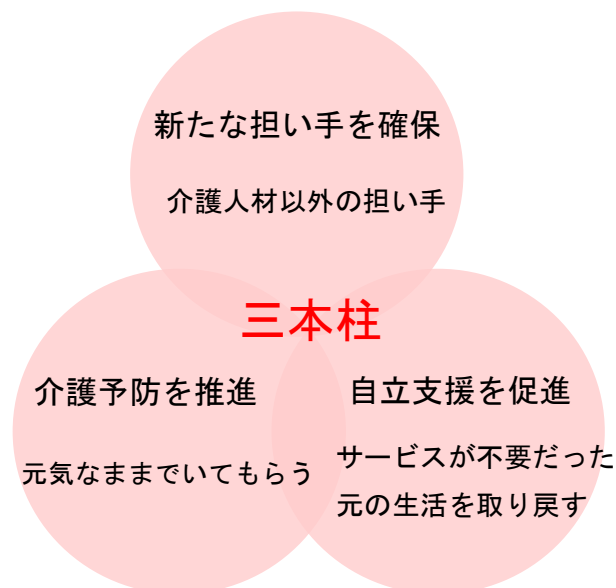 新たな担い手を確保
介護人材以外の担い手
三本柱
介護予防を推進
元気なままでいてもらう
自立支援を促進
サービスが不要だった
元の生活を取り戻す